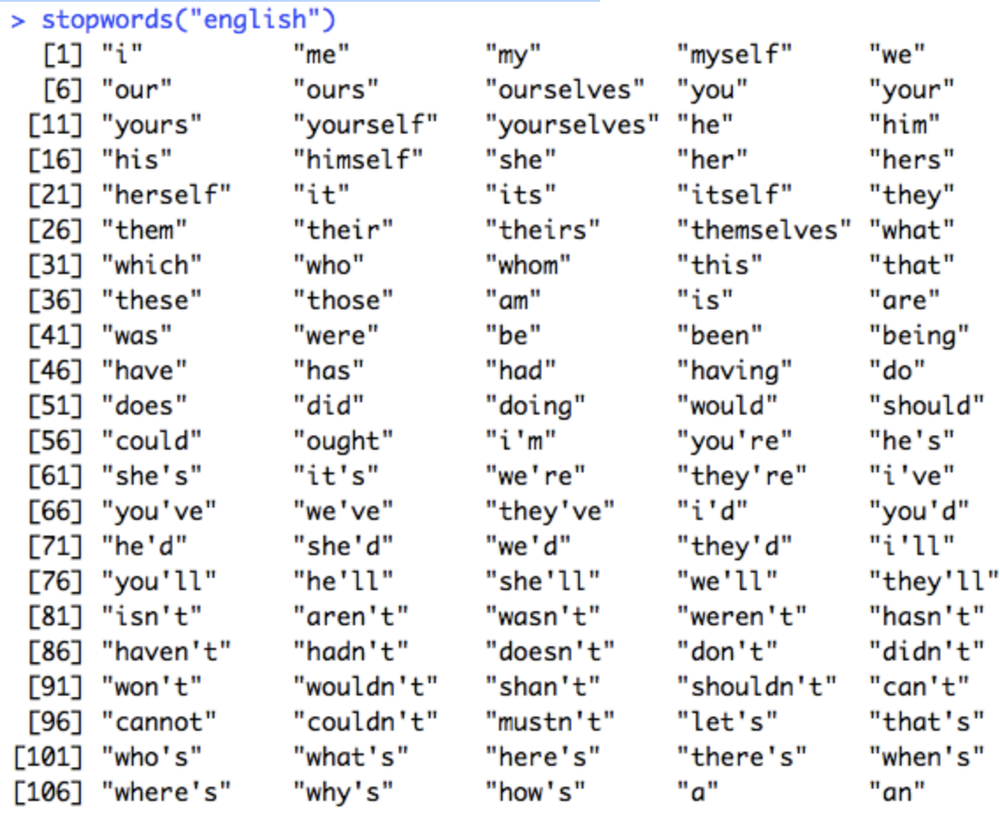 > stopwords("english")
[1] "i" "me" "my" "myself" "we"
[6] "our" "ours" "ourselves" "you" "your"
[11] "yours" "yourself" "yourselves" "he" "him"
[16] "his" "himself" "she" "her" "hers"
[21] "herself" "it" "its" "itself" "they"
[26] "them" "their" "theirs" "themselves" "what"
[31] "which" "who" "whom" "this" "that"
[36] "these" "those" "am" "is" "are"
[41] "was" "were" "be" "been" "being"
[46] "have" "has" "had" "having" "do"
[51] "does" "did" "doing" "would" "should"
[56] "could" "ought" "i'm" "you're" "he's"
[61] "she's" "it's" "we're" "they're" "i've"
[66] "you've" "we've" "they've" "i'd" "you'd"
[71] "he'd" "she'd" "we'd" "they'd" "i'll"
[76] "you'll" "he'll" "she'll" "we'll" "they'll"
[81] "isn't" "aren't" "wasn't" "weren't" "hasn't"
[86] "haven't" "hadn't" "doesn't" "don't" "didn't"
[91] "won't" "wouldn't" "shan't" "shouldn't" "can't"
[96] "cannot" "couldn't" "mustn't" "let's" "that's"
[101] "who's" "what's" "here's" "there's" "when's"
[106] "where's" "why's" "how's" "a" "an"